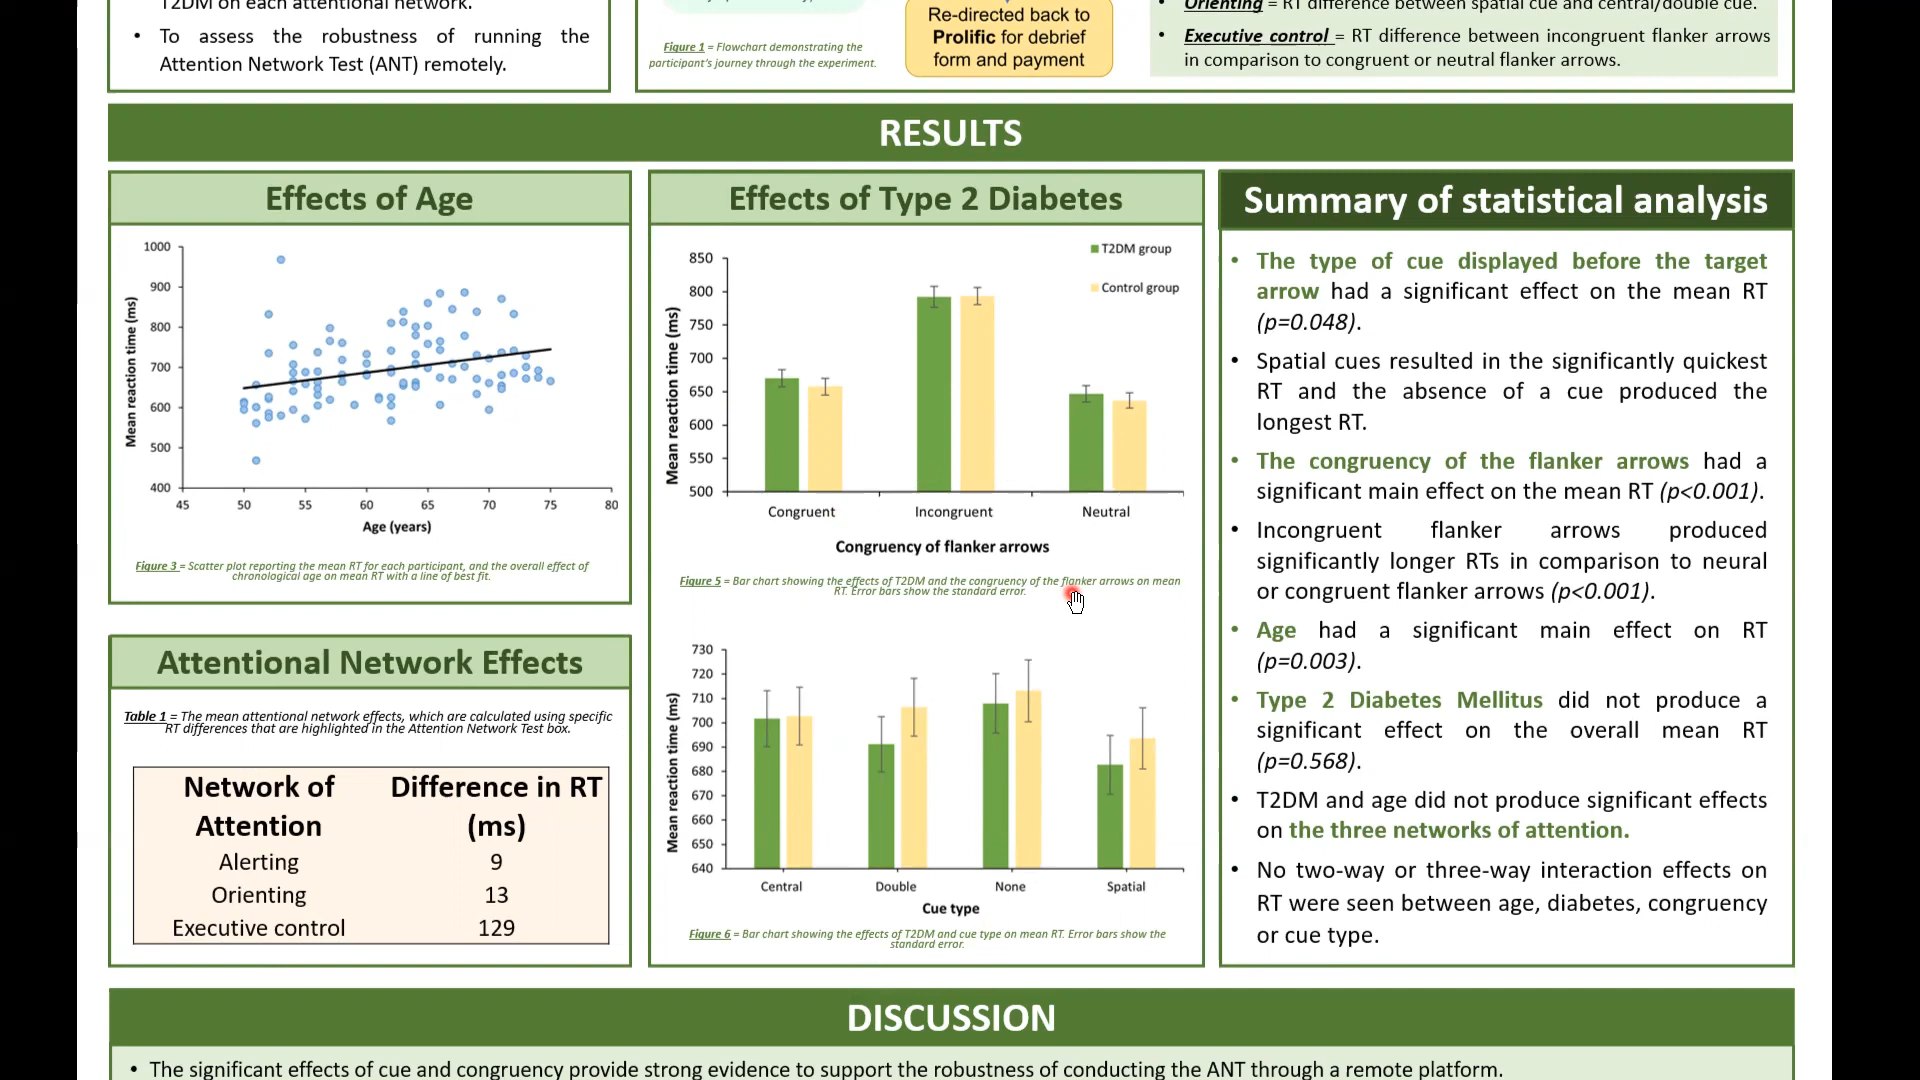 T2DM on each attentional network.
• To assess the robustness of running the
Attention Network Test (ANT) remotely.
Figure 1 = Flowchart demonstrating the
participant's journey through the experiment.
Re-directed back to
Prolific for debrief
form and payment
• Orienting = RT difference between spatial cue and central/double cue.
• Executive control = RT difference between incongruent flanker arrows
in comparison to congruent or neutral flanker arrows.
RESULTS
Effects of Age
Mean reaction time (ms)
1000
900
800
700
600
500
400
45 50 55 60 65 70 75 80
Age (years)
Figure 3 = Scatter plot reporting the mean RT for each participant, and the overall effect of
chronological age on mean RT with a line of best fit.
Attentional Network Effects
Table 1 = The mean attentional network effects, which are calculated using specific
RT differences that are highlighted in the Attention Network Test box.
Network of Attention Difference in RT (ms)
Alerting 9
Orienting 13
Executive control 129
Effects of Type 2 Diabetes
T2DM group
Control group
Mean reaction time (ms)
850
800
750
700
650
600
550
500
Congruent Incongruent Neutral
Congruency of flanker arrows
Figure 5 = Bar chart showing the effects of T2DM and the congruency of the flanker arrows on mean
RT. Error bars show the standard error.
Mean reaction time (ms)
730
720
710
700
690
680
670
660
650
640
Central Double None Spatial
Cue type
Figure 6 = Bar chart showing the effects of T2DM and cue type on mean RT. Error bars show the
standard error.
Summary of statistical analysis
• The type of cue displayed before the target
arrow had a significant effect on the mean RT
(p=0.048).
• Spatial cues resulted in the significantly quickest
RT and the absence of a cue produced the
longest RT.
• The congruency of the flanker arrows had a
significant main effect on the mean RT (p<0.001).
• Incongruent flanker arrows produced
significantly longer RTs in comparison to neural
or congruent flanker arrows (p<0.001).
• Age had a significant main effect on RT
(p=0.003).
• Type 2 Diabetes Mellitus did not produce a
significant effect on the overall mean RT
(p=0.568).
• T2DM and age did not produce significant effects
on the three networks of attention.
• No two-way or three-way interaction effects on
RT were seen between age, diabetes, congruency
or cue type.
DISCUSSION
• The significant effects of cue and congruency provide strong evidence to support the robustness of conducting the ANT through a remote platform.